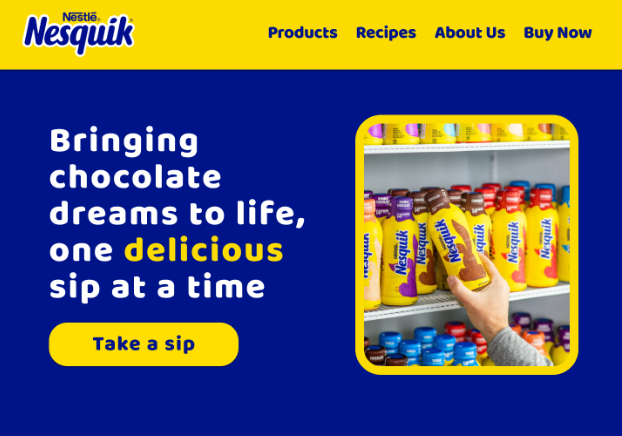 Nestlé
Nesquik
Products Recipes About Us Buy Now
Bringing
chocolate
dreams to life,
one delicious
sip at a time
Take a sip
Nesquik
Nesquik
Nesquik
Nesquik
Nesquik